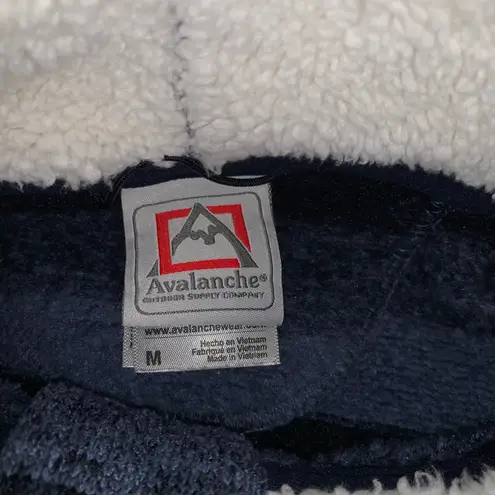 Avalanche®
OUTDOOR SUPPLY COMPANY
www.avalanchewear.com
M
Hecho en Vietnam
Fabriqué en Vietnam
Made in Vietnam